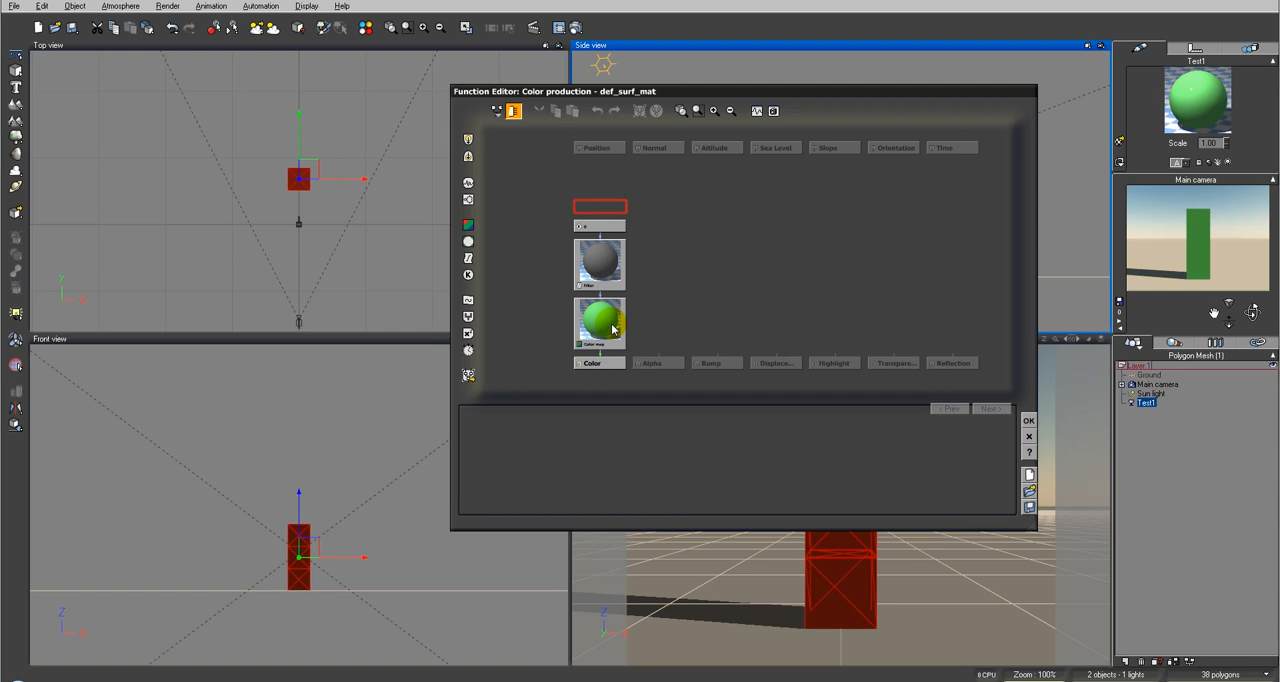 File Edit Object Atmosphere Render Animation Automation Display Help
Top view
Side view
Test1
Function Editor: Color production - def_surf_mat
Position Normal Altitude Sea Level Slope Orientation Time
Scale 1.00
Main camera
Filter
Color map
Color Alpha Bump Displace... Highlight Transpare... Reflection
Front view
Polygon Mesh (1)
Layer 1
Ground
Main camera
Sun light
Test1
< Prev Next >
OK
?
Y
X
Z
X
Z
8 CPU Zoom : 100% 2 objects - 1 lights 38 polygons